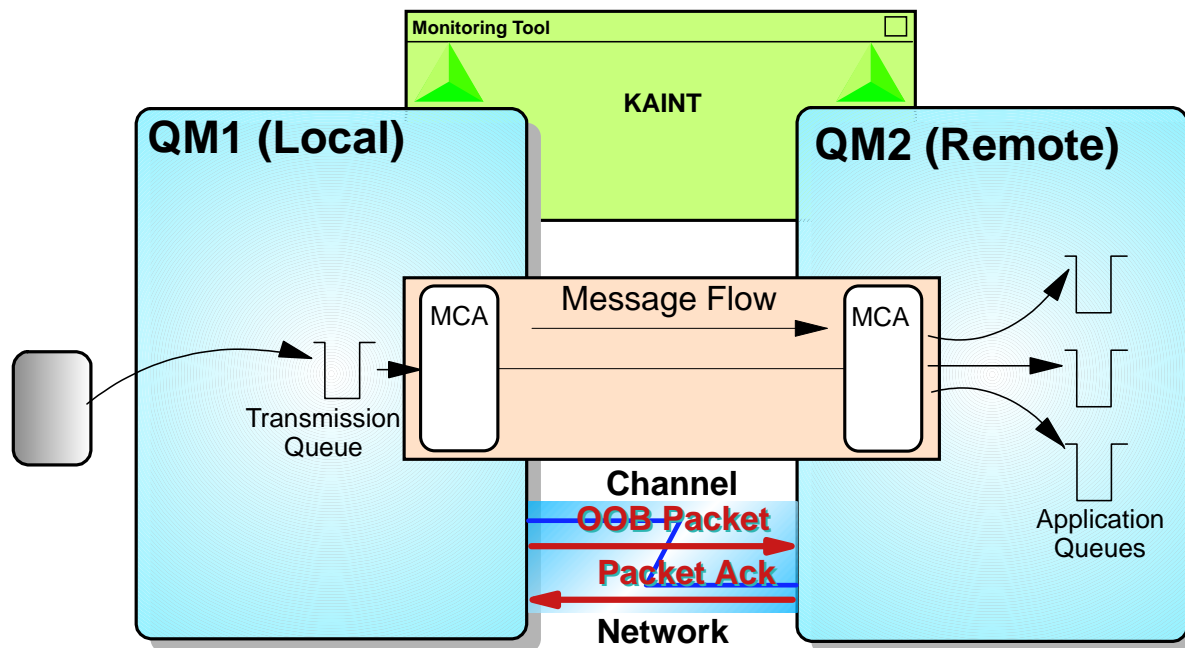 Monitoring Tool
KAINT
QM1 (Local)
QM2 (Remote)
Message Flow
MCA
MCA
Transmission
Queue
Channel
OOB Packet
Packet Ack
Network
Application
Queues